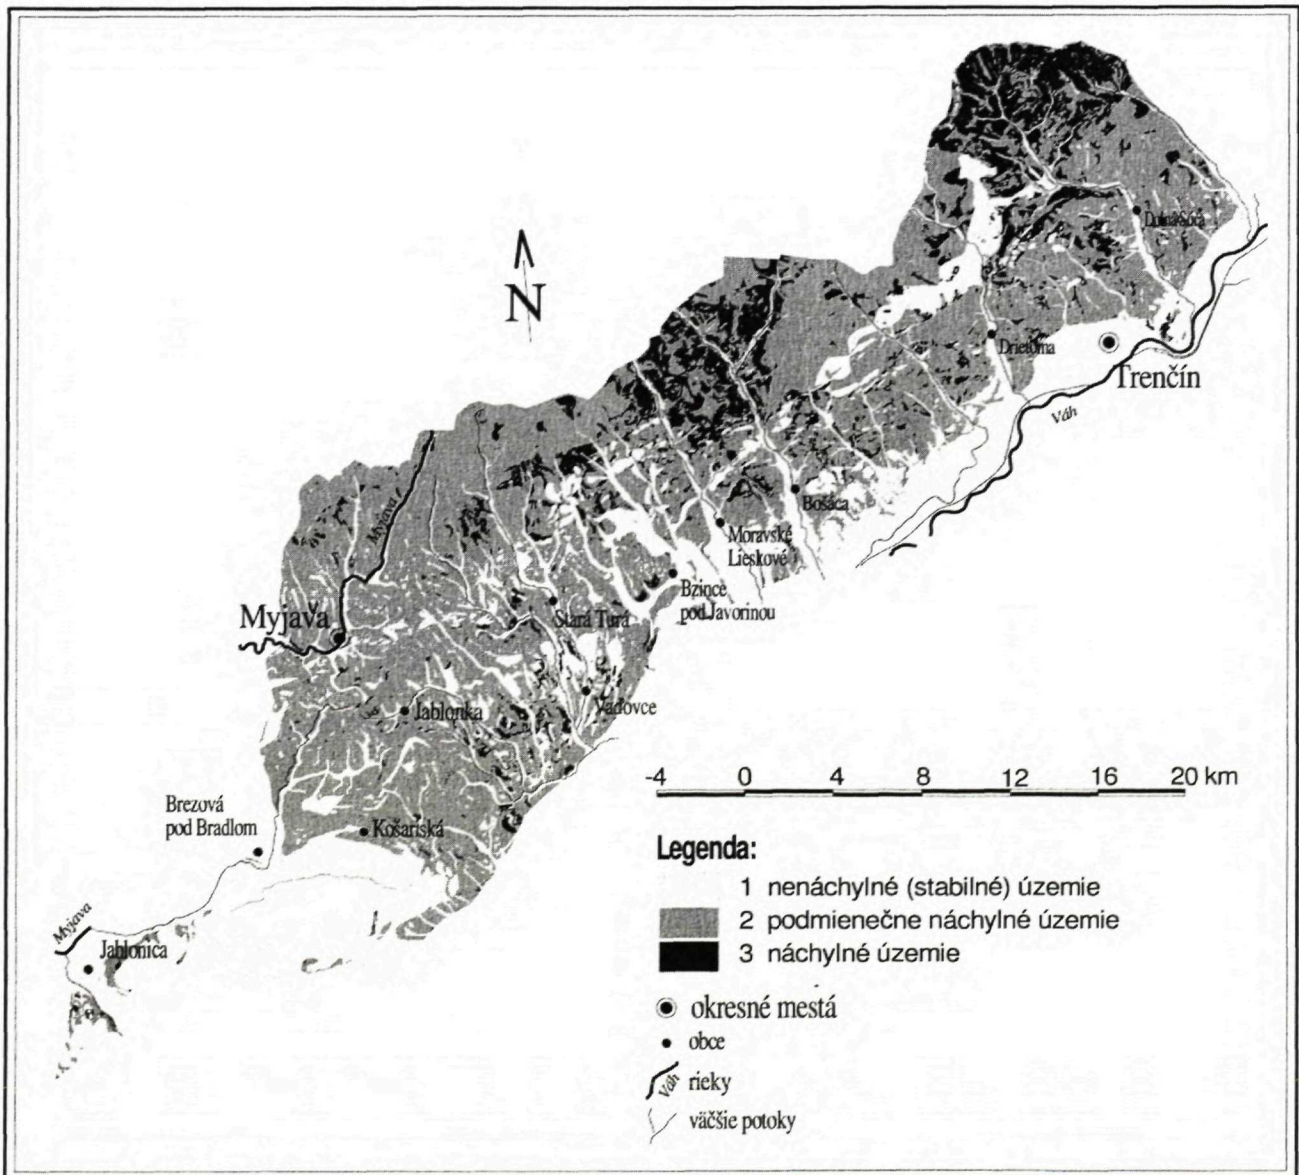 N
Dolná Súča
Drietoma
Trenčín
Váh
Myjava
Bošáca
Moravské
Lieskové
Bzince
pod Javorinou
Myjava
Stará Turá
Vaďovce
Jablonka
Brezová
pod Bradlom
Košariská
Myjava
Jablonica
-4 0 4 8 12 16 20 km
Legenda:
1 nenáchylné (stabilné) územie
2 podmienečne náchylné územie
3 náchylné územie
okresné mestá
obce
Váh rieky
väčšie potoky